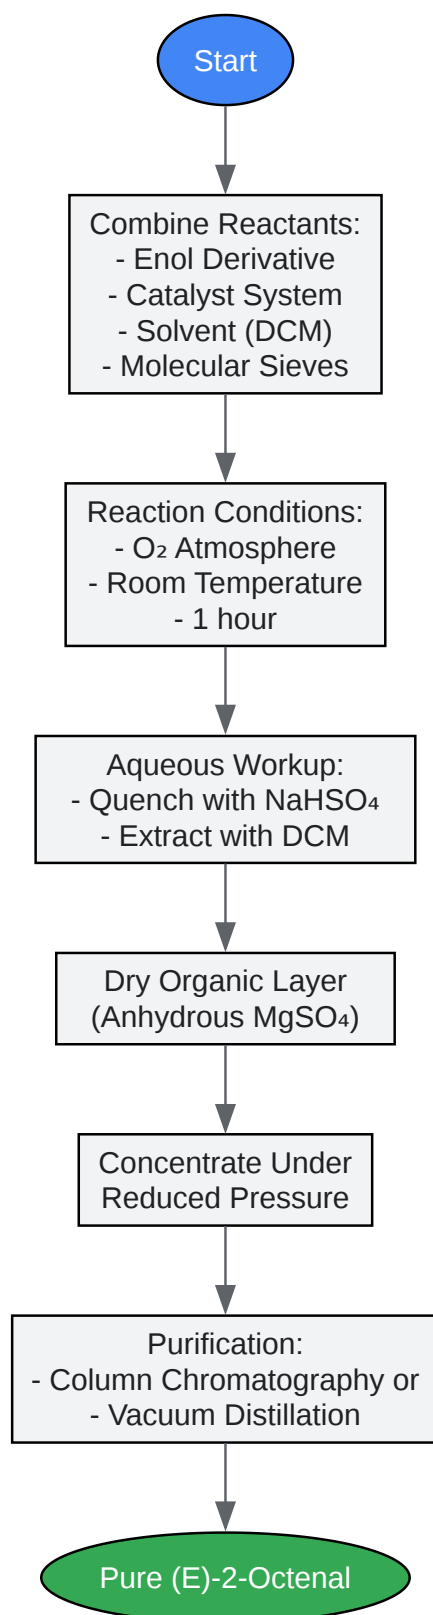 Start
Combine Reactants:
- Enol Derivative
- Catalyst System
- Solvent (DCM)
- Molecular Sieves
Reaction Conditions:
- O₂ Atmosphere
- Room Temperature
- 1 hour
Aqueous Workup:
- Quench with NaHSO₄
- Extract with DCM
Dry Organic Layer
(Anhydrous MgSO₄)
Concentrate Under
Reduced Pressure
Purification:
- Column Chromatography or
- Vacuum Distillation
Pure (E)-2-Octenal